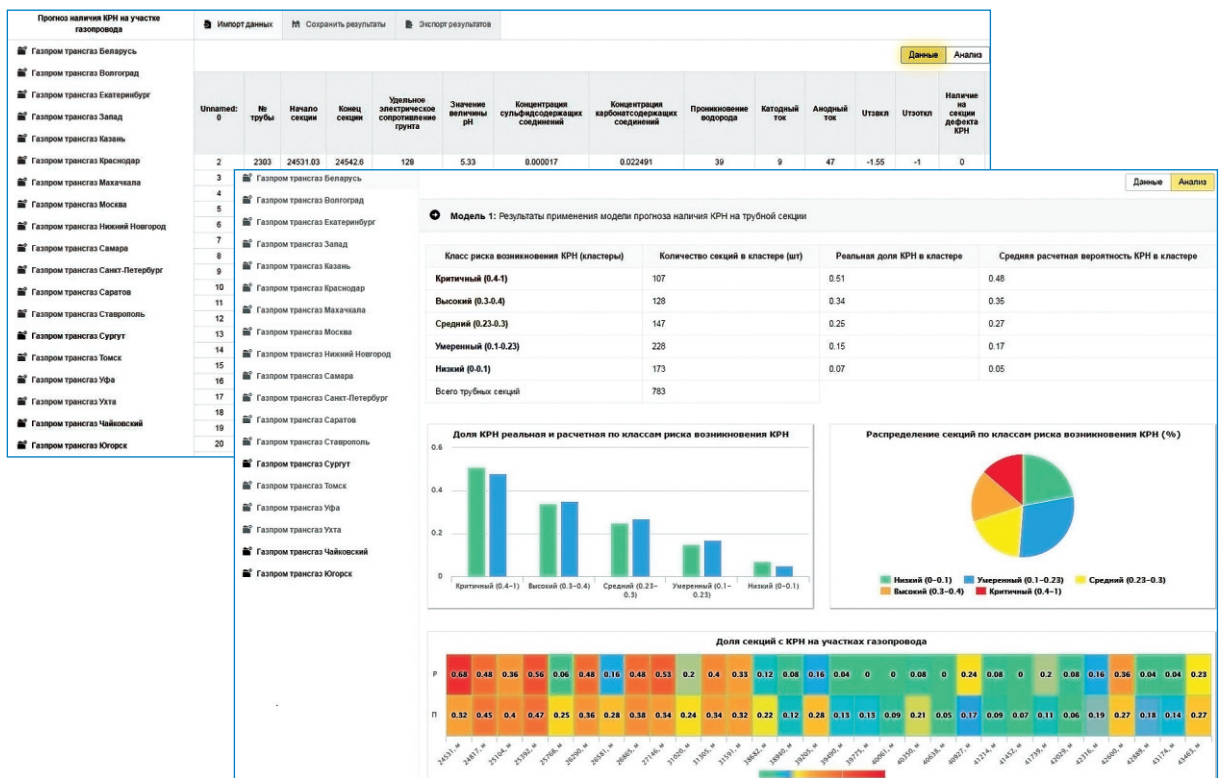 Прогноз наличия КРН на участке
газопровода
Импорт данных
Сохранить результаты
Экспорт результатов
Данные
Анализ
Газпром трансгаз Беларусь
Газпром трансгаз Волгоград
Газпром трансгаз Екатеринбург
Газпром трансгаз Запад
Газпром трансгаз Казань
Газпром трансгаз Краснодар
Газпром трансгаз Махачкала
Газпром трансгаз Москва
Газпром трансгаз Нижний Новгород
Газпром трансгаз Самара
Газпром трансгаз Санкт-Петербург
Газпром трансгаз Саратов
Газпром трансгаз Ставрополь
Газпром трансгаз Сургут
Газпром трансгаз Томск
Газпром трансгаз Уфа
Газпром трансгаз Ухта
Газпром трансгаз Чайковский
Газпром трансгаз Югорск
Unnamed:
0
№
трубы
Начало
секции
Конец
секции
Удельное
электрическое
сопротивление
грунта
Значение
величины
pH
Концентрация
сульфидсодержащих
соединений
Концентрация
карбонатсодержащих
соединений
Проникновение
водорода
Катодный
ток
Анодный
ток
Uтзвкл
Uтзоткл
Наличие
на
секции
дефекта
КРН
2 2303 24531.03 24542.6 128 5.33 0.000017 0.022491 39 9 47 -1.55 -1 0
3
4
5
6
7
8
9
10
11
12
13
14
15
16
17
18
19
20
Газпром трансгаз Беларусь
Газпром трансгаз Волгоград
Газпром трансгаз Екатеринбург
Газпром трансгаз Запад
Газпром трансгаз Казань
Газпром трансгаз Краснодар
Газпром трансгаз Махачкала
Газпром трансгаз Москва
Газпром трансгаз Нижний Новгород
Газпром трансгаз Самара
Газпром трансгаз Санкт-Петербург
Газпром трансгаз Саратов
Газпром трансгаз Ставрополь
Газпром трансгаз Сургут
Газпром трансгаз Томск
Газпром трансгаз Уфа
Газпром трансгаз Ухта
Газпром трансгаз Чайковский
Газпром трансгаз Югорск
Данные
Анализ
Модель 1: Результаты применения модели прогноза наличия КРН на трубной секции
Класс риска возникновения КРН (кластеры) Количество секций в кластере (шт) Реальная доля КРН в кластере Средняя расчетная вероятность КРН в кластере
Критичный (0.4-1) 107 0.51 0.48
Высокий (0.3-0.4) 128 0.34 0.35
Средний (0.23-0.3) 147 0.25 0.27
Умеренный (0.1-0.23) 228 0.15 0.17
Низкий (0-0.1) 173 0.07 0.05
Всего трубных секций 783
Доля КРН реальная и расчетная по классам риска возникновения КРН
0.6
0.4
0.2
0
Критичный (0.4-1) Высокий (0.3-0.4) Средний (0.23-
0.3) Умеренный (0.1-
0.23) Низкий (0-0.1)
Распределение секций по классам риска возникновения КРН (%)
Низкий (0-0.1) Умеренный (0.1-0.23) Средний (0.23-0.3)
Высокий (0.3-0.4) Критичный (0.4-1)
Доля секций с КРН на участках газопровода
Р 0.68 0.48 0.36 0.56 0.06 0.48 0.16 0.48 0.53 0.2 0.4 0.33 0.12 0.08 0.16 0.04 0 0 0.08 0 0.24 0.08 0 0.2 0.08 0.16 0.36 0.04 0.04 0.23
П 0.32 0.45 0.4 0.47 0.25 0.36 0.28 0.38 0.34 0.24 0.34 0.32 0.22 0.12 0.28 0.13 0.13 0.09 0.21 0.05 0.17 0.09 0.07 0.11 0.06 0.19 0.27 0.18 0.14 0.27